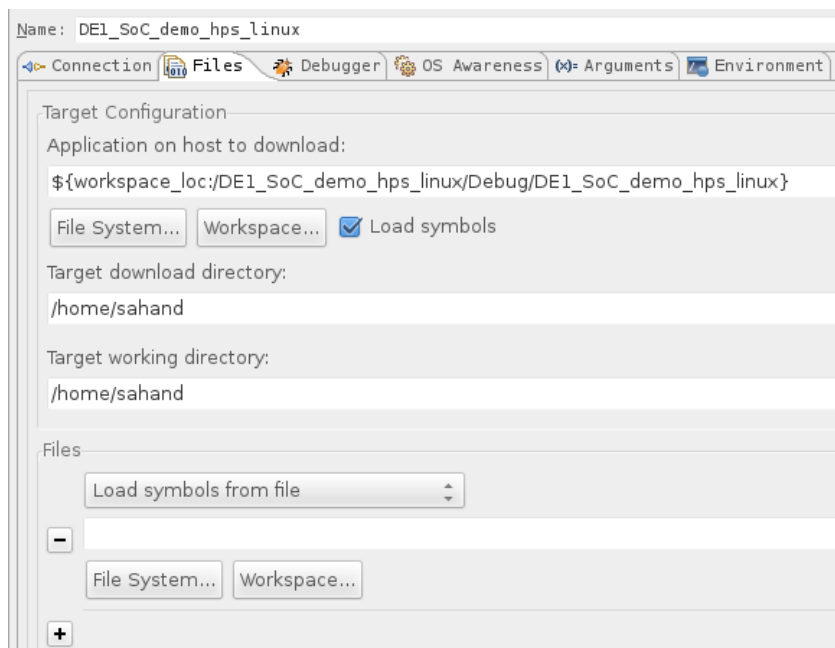 Name: DE1_SoC_demo_hps_linux
Connection Files Debugger OS Awareness (x)= Arguments Environment
Target Configuration
Application on host to download:
${workspace_loc:/DE1_SoC_demo_hps_linux/Debug/DE1_SoC_demo_hps_linux}
File System... Workspace... Load symbols
Target download directory:
/home/sahand
Target working directory:
/home/sahand
Files
Load symbols from file
File System... Workspace...